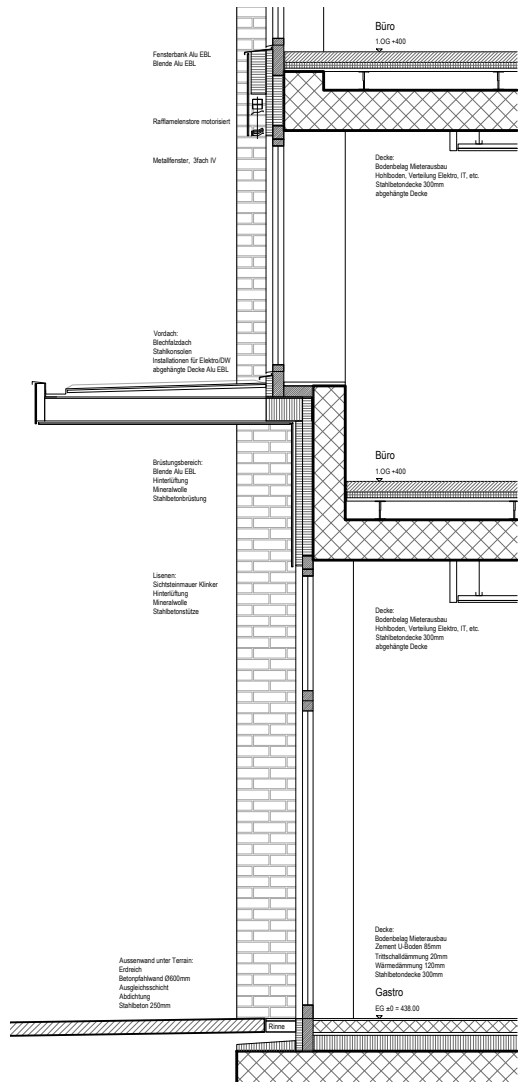 Büro
1.OG +400
Fensterbank Alu EBL
Blende Alu EBL
Rafflamelenstore motorisiert
Metallfenster, 3fach IV
Decke:
Bodenbelag Mieterausbau
Hohlboden, Verteilung Elektro, IT, etc.
Stahlbetondecke 300mm
abgehängte Decke
Vordach:
Blechfalzdach
Stahlkonsolen
Installationen für Elektro/DW
abgehängte Decke Alu EBL
Büro
1.OG +400
Brüstungsbereich:
Blende Alu EBL
Hinterlüftung
Mineralwolle
Stahlbetonbrüstung
Lisenen:
Sichtsteinmauer Klinker
Hinterlüftung
Mineralwolle
Stahlbetonstütze
Decke:
Bodenbelag Mieterausbau
Hohlboden, Verteilung Elektro, IT, etc.
Stahlbetondecke 300mm
abgehängte Decke
Decke:
Bodenbelag Mieterausbau
Zement U-Boden 85mm
Trittschalldämmung 20mm
Wärmedämmung 120mm
Stahlbetondecke 300mm
Gastro
EG ±0 = 438.00
Aussenwand unter Terrain:
Erdreich
Betonpfahlwand Ø600mm
Ausgleichsschicht
Abdichtung
Stahlbeton 250mm
Rinne